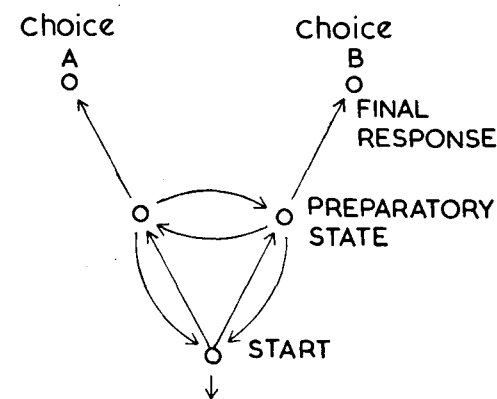 choice
A
choice
B
FINAL
RESPONSE
PREPARATORY
STATE
START